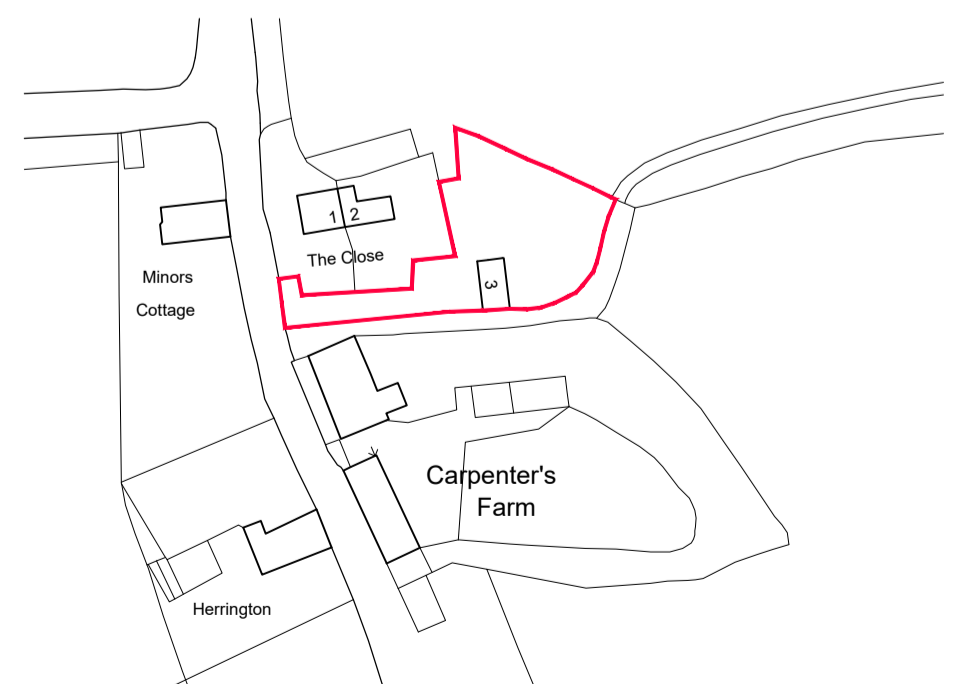 1 2
The Close
3
Minors
Cottage
Carpenter's
Farm
Herrington